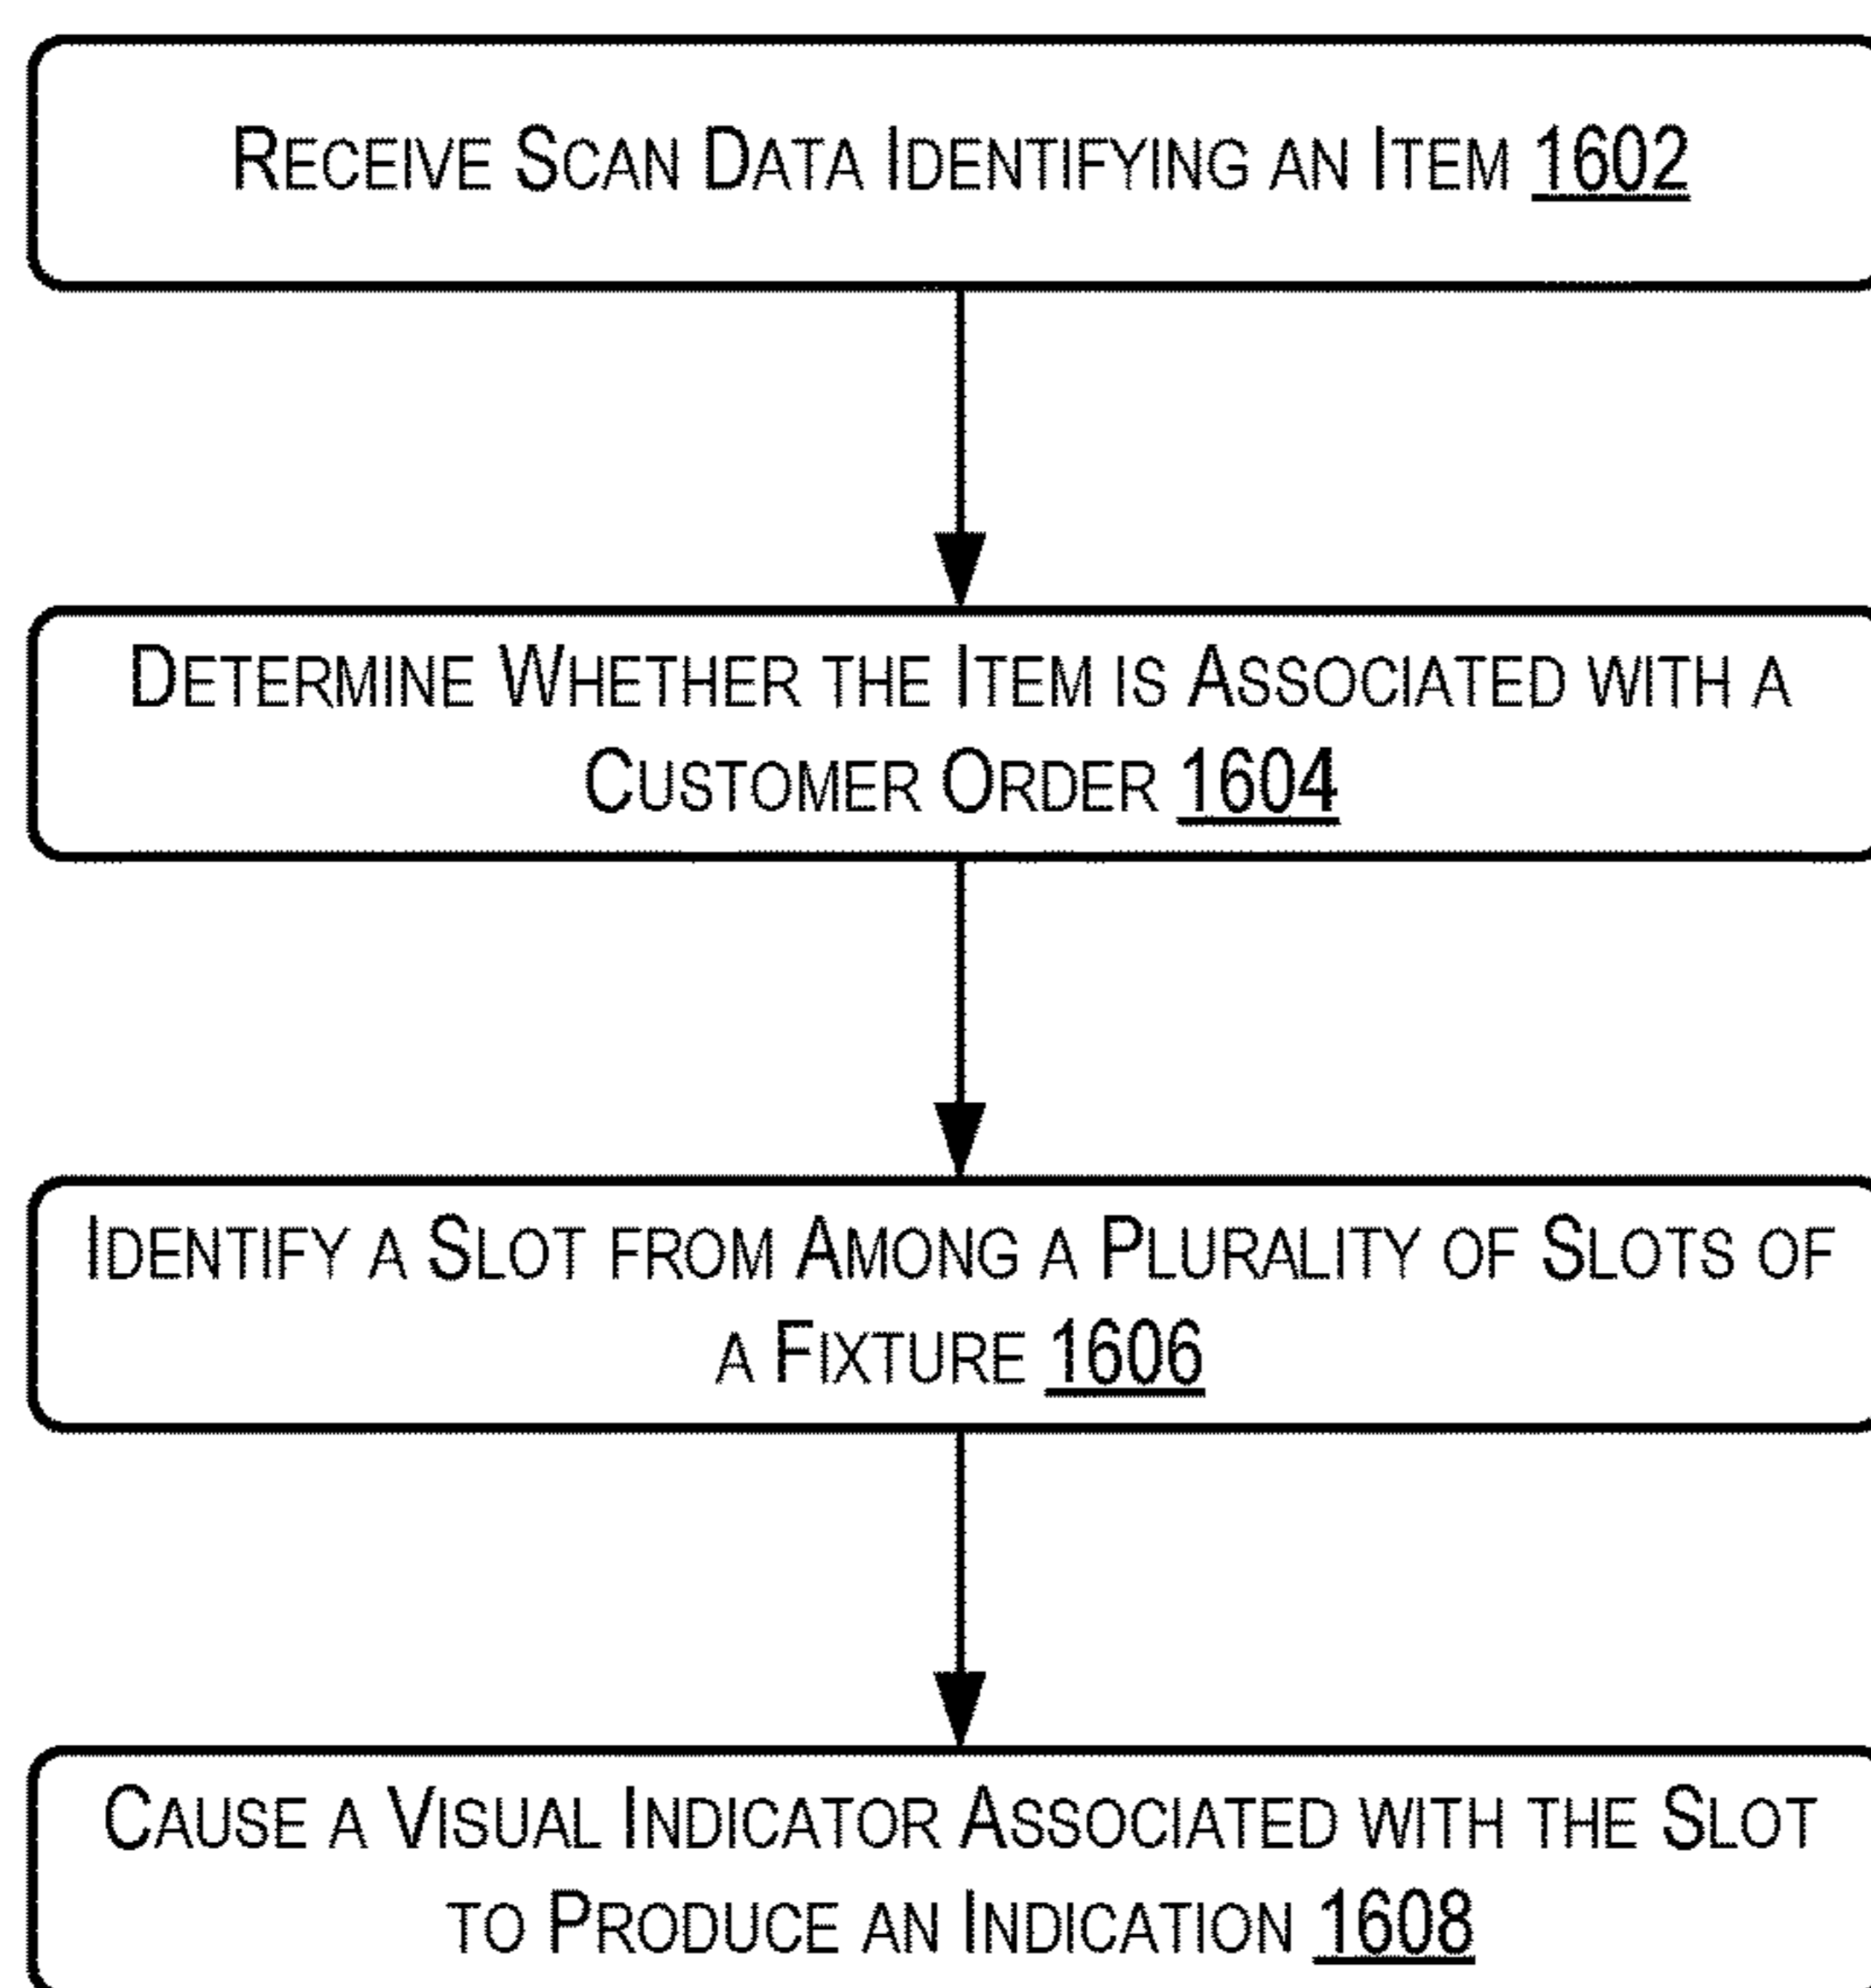 RECEIVE SCAN DATA IDENTIFYING AN ITEM 1602
DETERMINE WHETHER THE ITEM IS ASSOCIATED WITH A
CUSTOMER ORDER 1604
IDENTIFY A SLOT FROM AMONG A PLURALITY OF SLOTS OF
A FIXTURE 1606
CAUSE A VISUAL INDICATOR ASSOCIATED WITH THE SLOT
TO PRODUCE AN INDICATION 1608